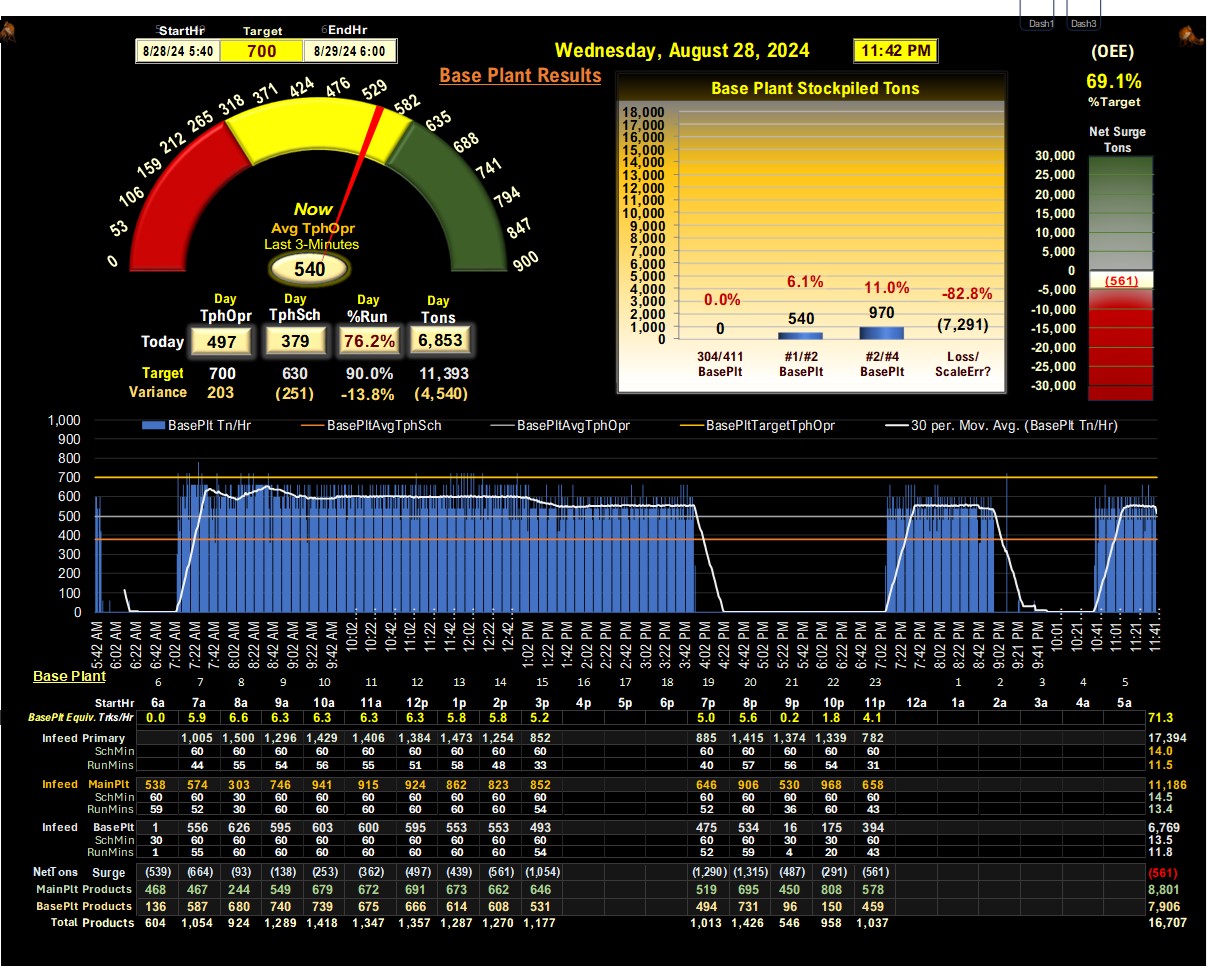 Dash1 Dash3
StartHr Target EndHr
8/28/24 5:40 700 8/29/24 6:00
Wednesday, August 28, 2024 11:42 PM
(OEE)
69.1%
%Target
Base Plant Results
Base Plant Stockpiled Tons
Net Surge
Tons
0 53 106 159 212 265 318 371 424 476 529 582 635 688 741 794 847 900
Now
Avg TphOpr
Last 3-Minutes
540
18,000
17,000
16,000
15,000
14,000
13,000
12,000
11,000
10,000
9,000
8,000
7,000
6,000
5,000
4,000
3,000
2,000
1,000
0
0.0% 6.1% 11.0% -82.8%
0 540 970 (7,291)
304/411 #1/#2 #2/#4 Loss/
BasePlt BasePlt BasePlt ScaleErr?
30,000
25,000
20,000
15,000
10,000
5,000
0
(561)
-5,000
-10,000
-15,000
-20,000
-25,000
-30,000
Day Day Day Day
TphOpr TphSch %Run Tons
Today 497 379 76.2% 6,853
Target 700 630 90.0% 11,393
Variance 203 (251) -13.8% (4,540)
BasePlt Tn/Hr BasePltAvgTphSch BasePltAvgTphOpr BasePltTargetTphOpr 30 per. Mov. Avg. (BasePlt Tn/Hr)
1,000
900
800
700
600
500
400
300
200
100
0
5:42 AM 6:02 AM 6:22 AM 6:42 AM 7:02 AM 7:22 AM 7:42 AM 8:02 AM 8:22 AM 8:42 AM 9:02 AM 9:22 AM 9:42 AM 10:02... 10:22... 10:42... 11:02... 11:22... 11:42... 12:02... 12:22... 12:42... 1:02 PM 1:22 PM 1:42 PM 2:02 PM 2:22 PM 2:42 PM 3:02 PM 3:22 PM 3:42 PM 4:02 PM 4:22 PM 4:42 PM 5:02 PM 5:22 PM 5:42 PM 6:02 PM 6:22 PM 6:42 PM 7:02 PM 7:22 PM 7:42 PM 8:02 PM 8:22 PM 8:42 PM 9:02 PM 9:21 PM 9:41 PM 10:01... 10:21... 10:41... 11:01... 11:21... 11:41...
Base Plant 6 7 8 9 10 11 12 13 14 15 16 17 18 19 20 21 22 23 1 2 3 4 5
StartHr 6a 7a 8a 9a 10a 11a 12p 1p 2p 3p 4p 5p 6p 7p 8p 9p 10p 11p 12a 1a 2a 3a 4a 5a
BasePlt Equiv. Trks/Hr 0.0 5.9 6.6 6.3 6.3 6.3 6.3 5.8 5.8 5.2 5.0 5.6 0.2 1.8 4.1 71.3
Infeed Primary 1,005 1,500 1,296 1,429 1,406 1,384 1,473 1,254 852 885 1,415 1,374 1,339 782 17,394
SchMin 60 60 60 60 60 60 60 60 60 60 60 60 60 60 14.0
RunMins 44 55 54 56 55 51 58 48 33 40 57 56 54 31 11.5
Infeed MainPlt 538 574 303 746 941 915 924 862 823 852 646 906 530 968 658 11,186
SchMin 60 60 30 60 60 60 60 60 60 60 60 60 60 60 60 14.5
RunMins 59 52 30 60 60 60 60 60 60 54 52 60 36 60 43 13.4
Infeed BasePlt 1 556 626 595 603 600 595 553 553 493 475 534 16 175 394 6,769
SchMin 30 60 60 60 60 60 60 60 60 60 60 60 30 30 60 13.5
RunMins 1 55 60 60 60 60 60 60 60 54 52 59 4 20 43 11.8
NetTons Surge (539) (664) (93) (138) (253) (362) (497) (439) (561) (1,054) (1,290) (1,315) (487) (291) (561) (561)
MainPlt Products 468 467 244 549 679 672 691 673 662 646 519 695 450 808 578 8,801
BasePlt Products 136 587 680 740 739 675 666 614 608 531 494 731 96 150 459 7,906
Total Products 604 1,054 924 1,289 1,418 1,347 1,357 1,287 1,270 1,177 1,013 1,426 546 958 1,037 16,707